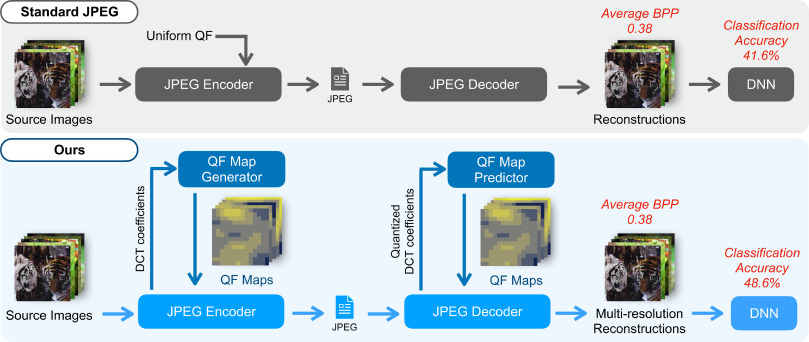 Standard JPEG
Uniform QF
Average BPP
0.38
Classification
Accuracy
41.6%
JPEG Encoder
JPEG
JPEG Decoder
DNN
Source Images
Reconstructions
Ours
QF Map
Generator
QF Map
Predictor
DCT coefficients
Quantized
DCT coefficients
Average BPP
0.38
QF Maps
QF Maps
Classification
Accuracy
48.6%
Source Images
JPEG Encoder
JPEG
JPEG Decoder
Multi-resolution
Reconstructions
DNN